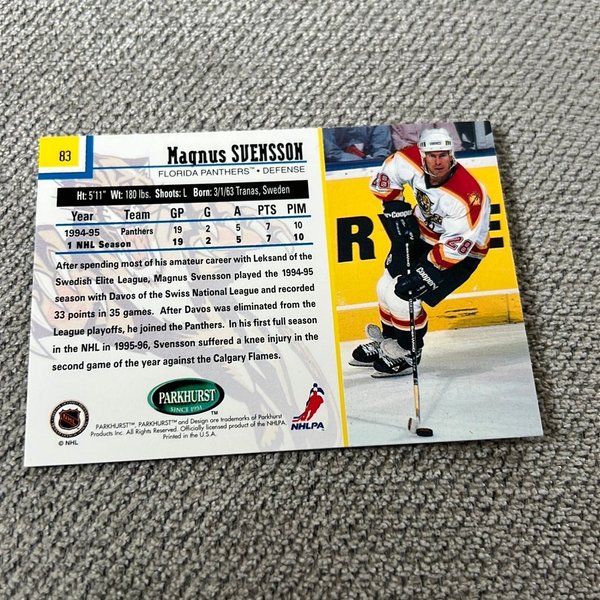 83
Magnus SVENSSON
FLORIDA PANTHERS™ • DEFENSE
Ht: 5'11" Wt: 180 lbs. Shoots: L Born: 3/1/63 Tranas, Sweden
Year Team GP G A PTS PIM
1994-95 Panthers 19 2 5 7 10
1 NHL Season 19 2 5 7 10
After spending most of his amateur career with Leksand of the
Swedish Elite League, Magnus Svensson played the 1994-95
season with Davos of the Swiss National League and recorded
33 points in 35 games. After Davos was eliminated from the
League playoffs, he joined the Panthers. In his first full season
in the NHL in 1995-96, Svensson suffered a knee injury in the
second game of the year against the Calgary Flames.
NHL
© NHL
PARKHURST
SINCE 1951
™
PARKHURST™, PARKHURST™ and Design are trademarks of Parkhurst
Products Inc. All Rights Reserved. Officially licensed product of the NHLPA.
Printed in the U.S.A.
NHLPA
28
28
Cooper
Cooper
R
E